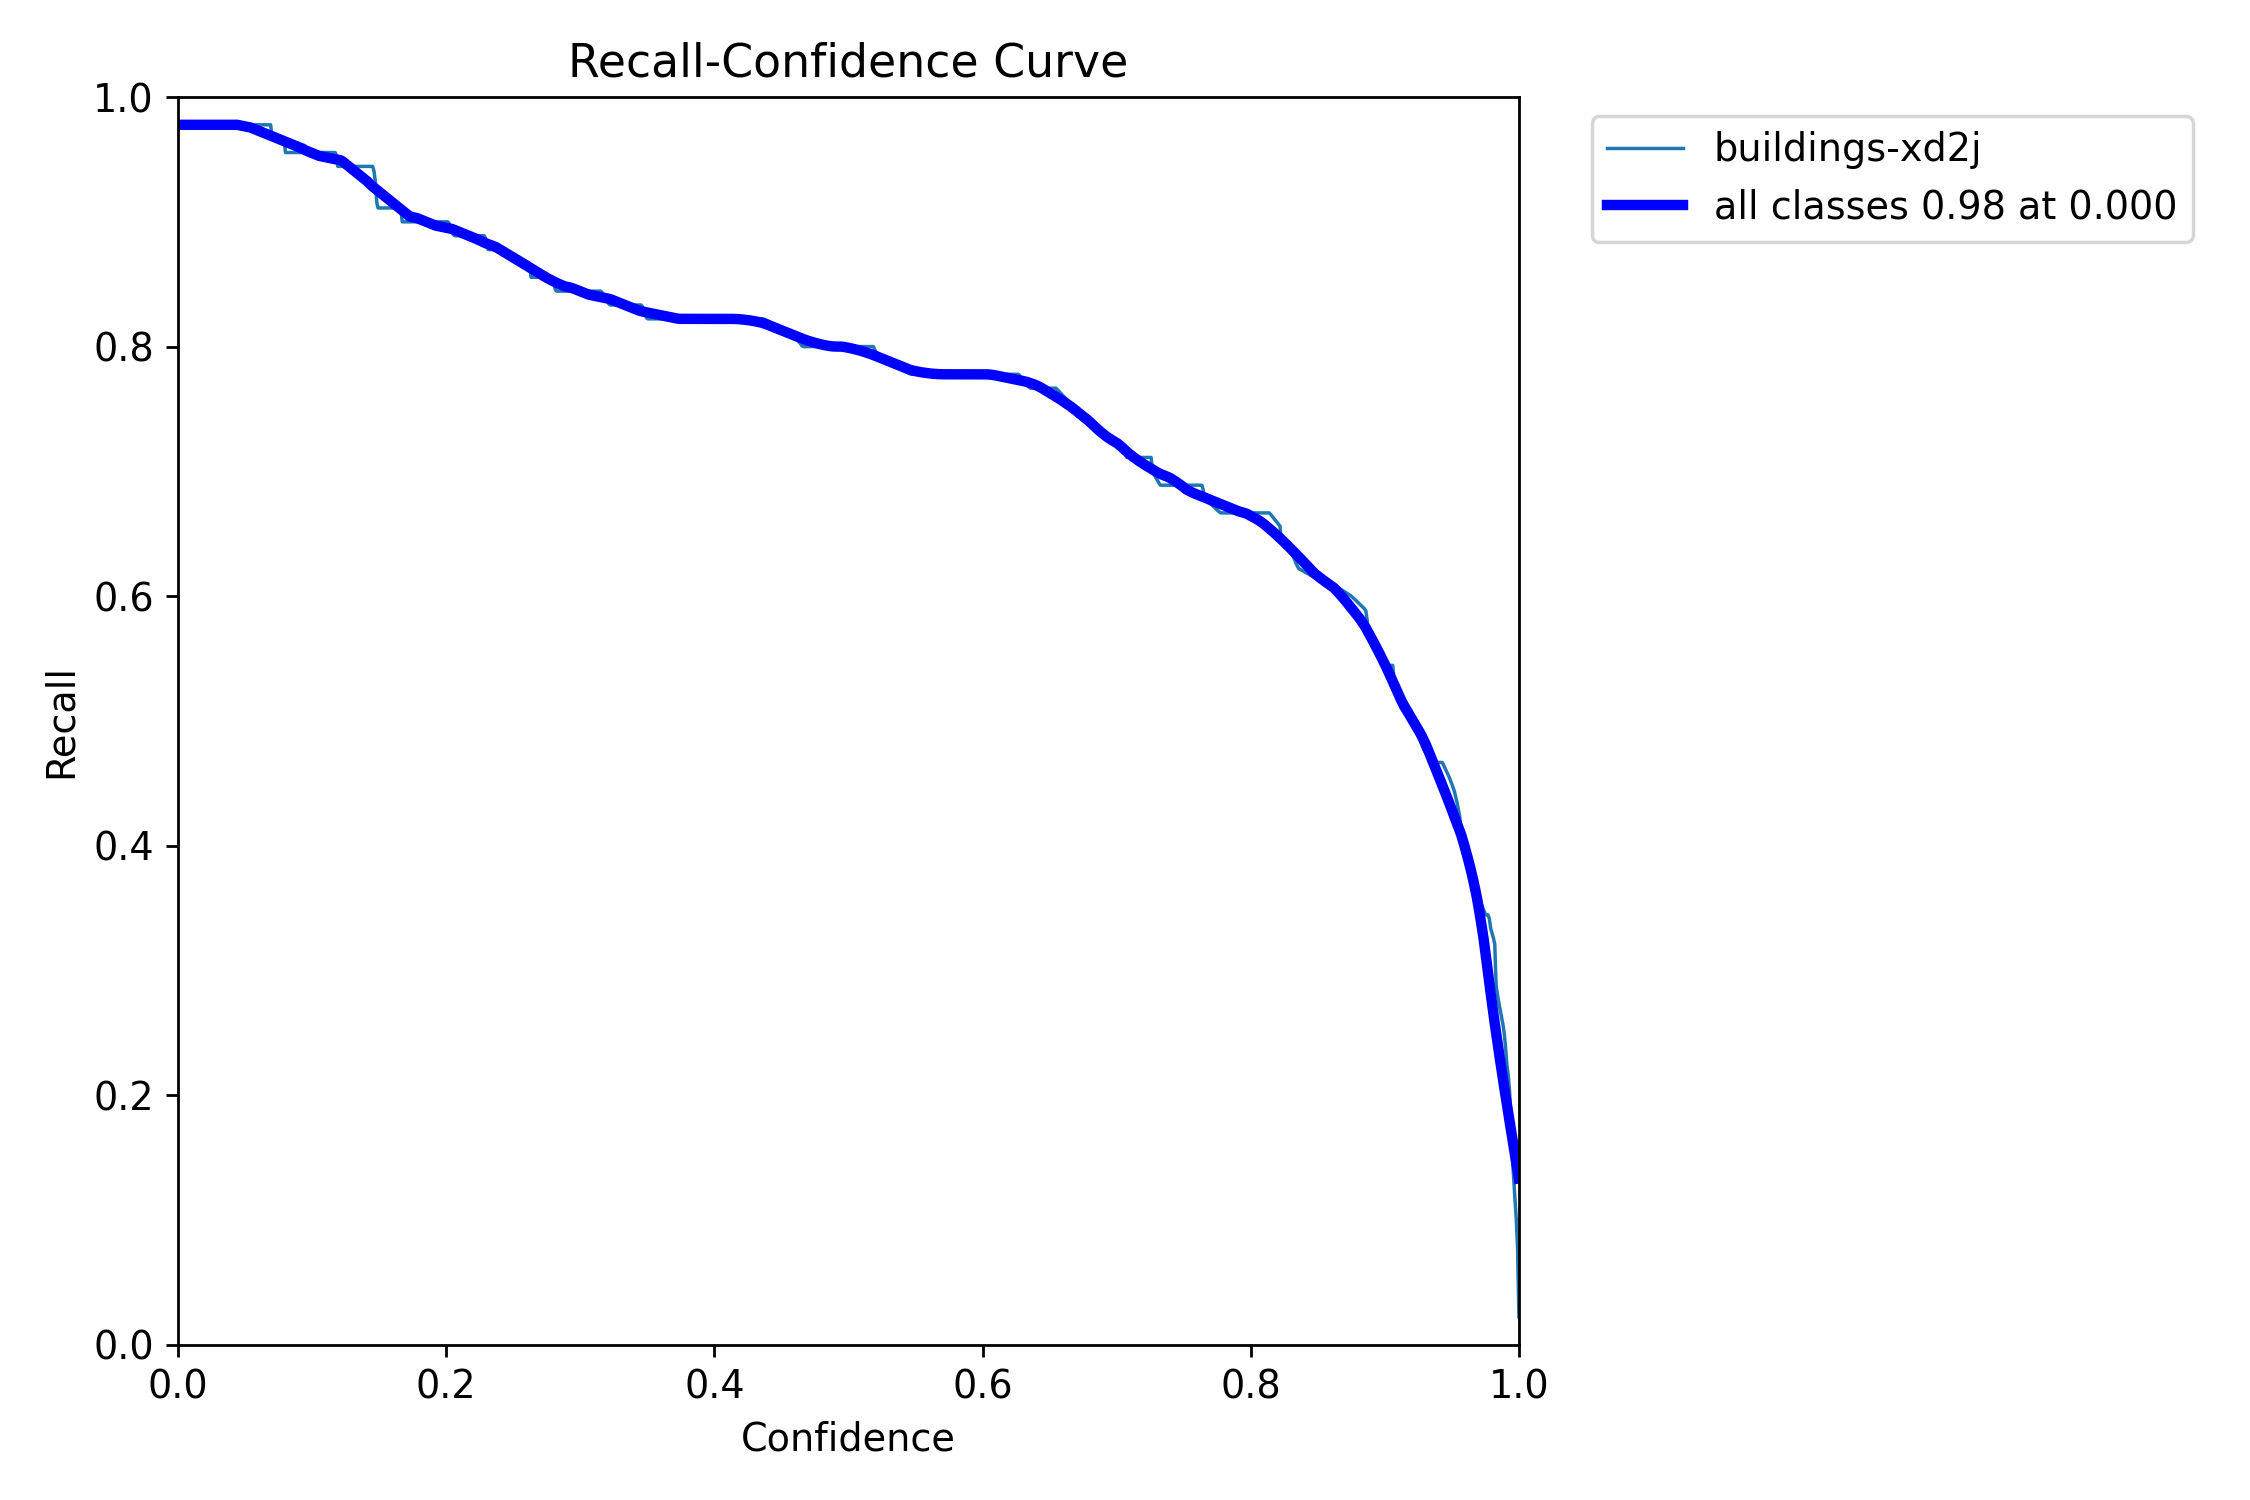 Recall-Confidence Curve
1.0
0.8
0.6
0.4
0.2
0.0
Recall
0.0 0.2 0.4 0.6 0.8 1.0
Confidence
buildings-xd2j
all classes 0.98 at 0.000